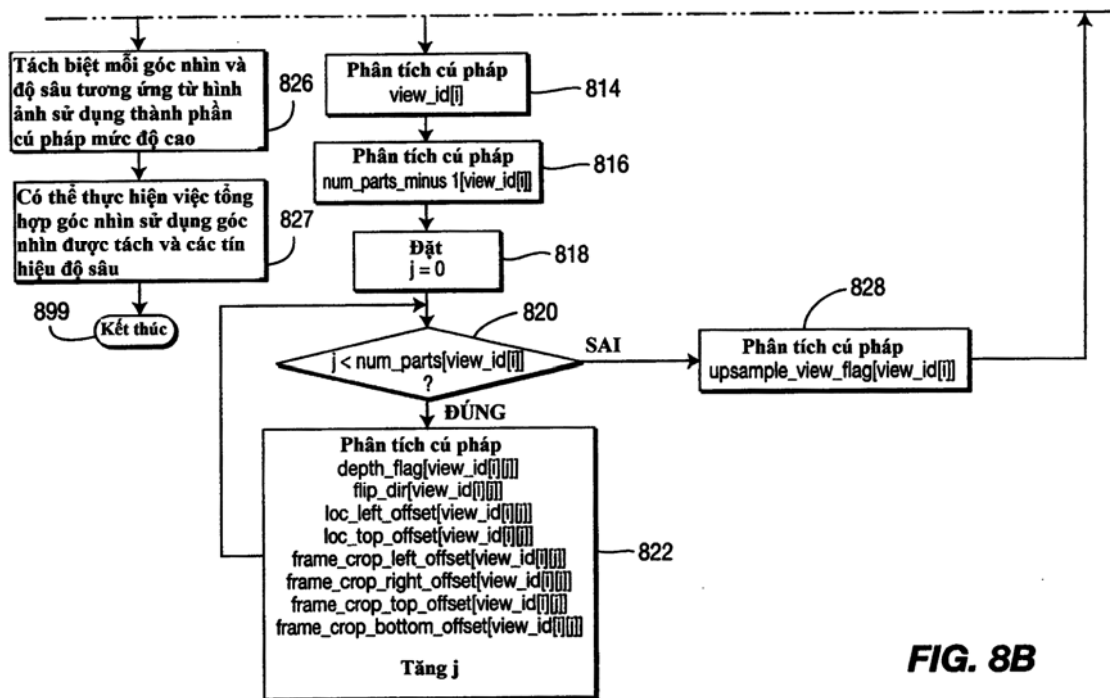 Tách biệt mỗi góc nhìn và
độ sâu tương ứng từ hình
ảnh sử dụng thành phần
cú pháp mức độ cao
826
Có thể thực hiện việc tổng
hợp góc nhìn sử dụng góc
nhìn được tách và các tín
hiệu độ sâu
827
899
Kết thúc
Phân tích cú pháp
view_id[i]
814
Phân tích cú pháp
num_parts_minus 1[view_id[i]]
816
Đặt
j = 0
818
820
j < num_parts[view_id[i]]
?
SAI
828
Phân tích cú pháp
upsample_view_flag[view_id[i]]
ĐÚNG
Phân tích cú pháp
depth_flag[view_id[i][j]]
flip_dir[view_id[i][j]]
loc_left_offset[view_id[i][j]]
loc_top_offset[view_id[i][j]]
frame_crop_left_offset[view_id[i][j]]
frame_crop_right_offset[view_id[i][j]]
frame_crop_top_offset[view_id[i][j]]
frame_crop_bottom_offset[view_id[i][j]]
Tăng j
822
FIG. 8B